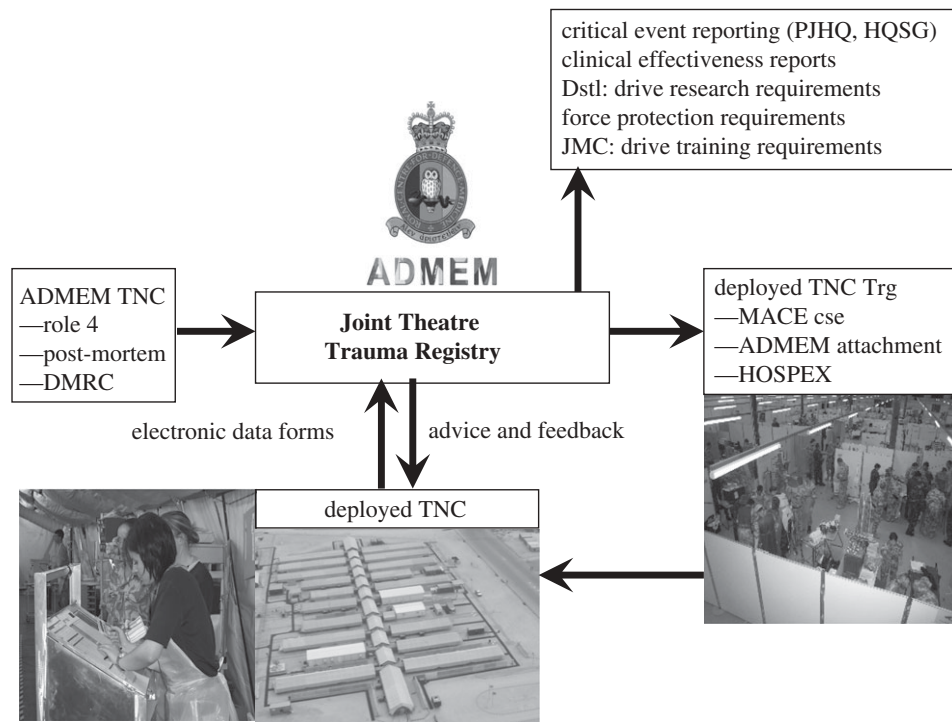 critical event reporting (PJHQ, HQSG)
clinical effectiveness reports
Dstl: drive research requirements
force protection requirements
JMC: drive training requirements
ADMEM
ADMEM TNC
—role 4
—post-mortem
—DMRC
Joint Theatre
Trauma Registry
deployed TNC Trg
—MACE cse
—ADMEM attachment
—HOSPEX
electronic data forms
advice and feedback
deployed TNC